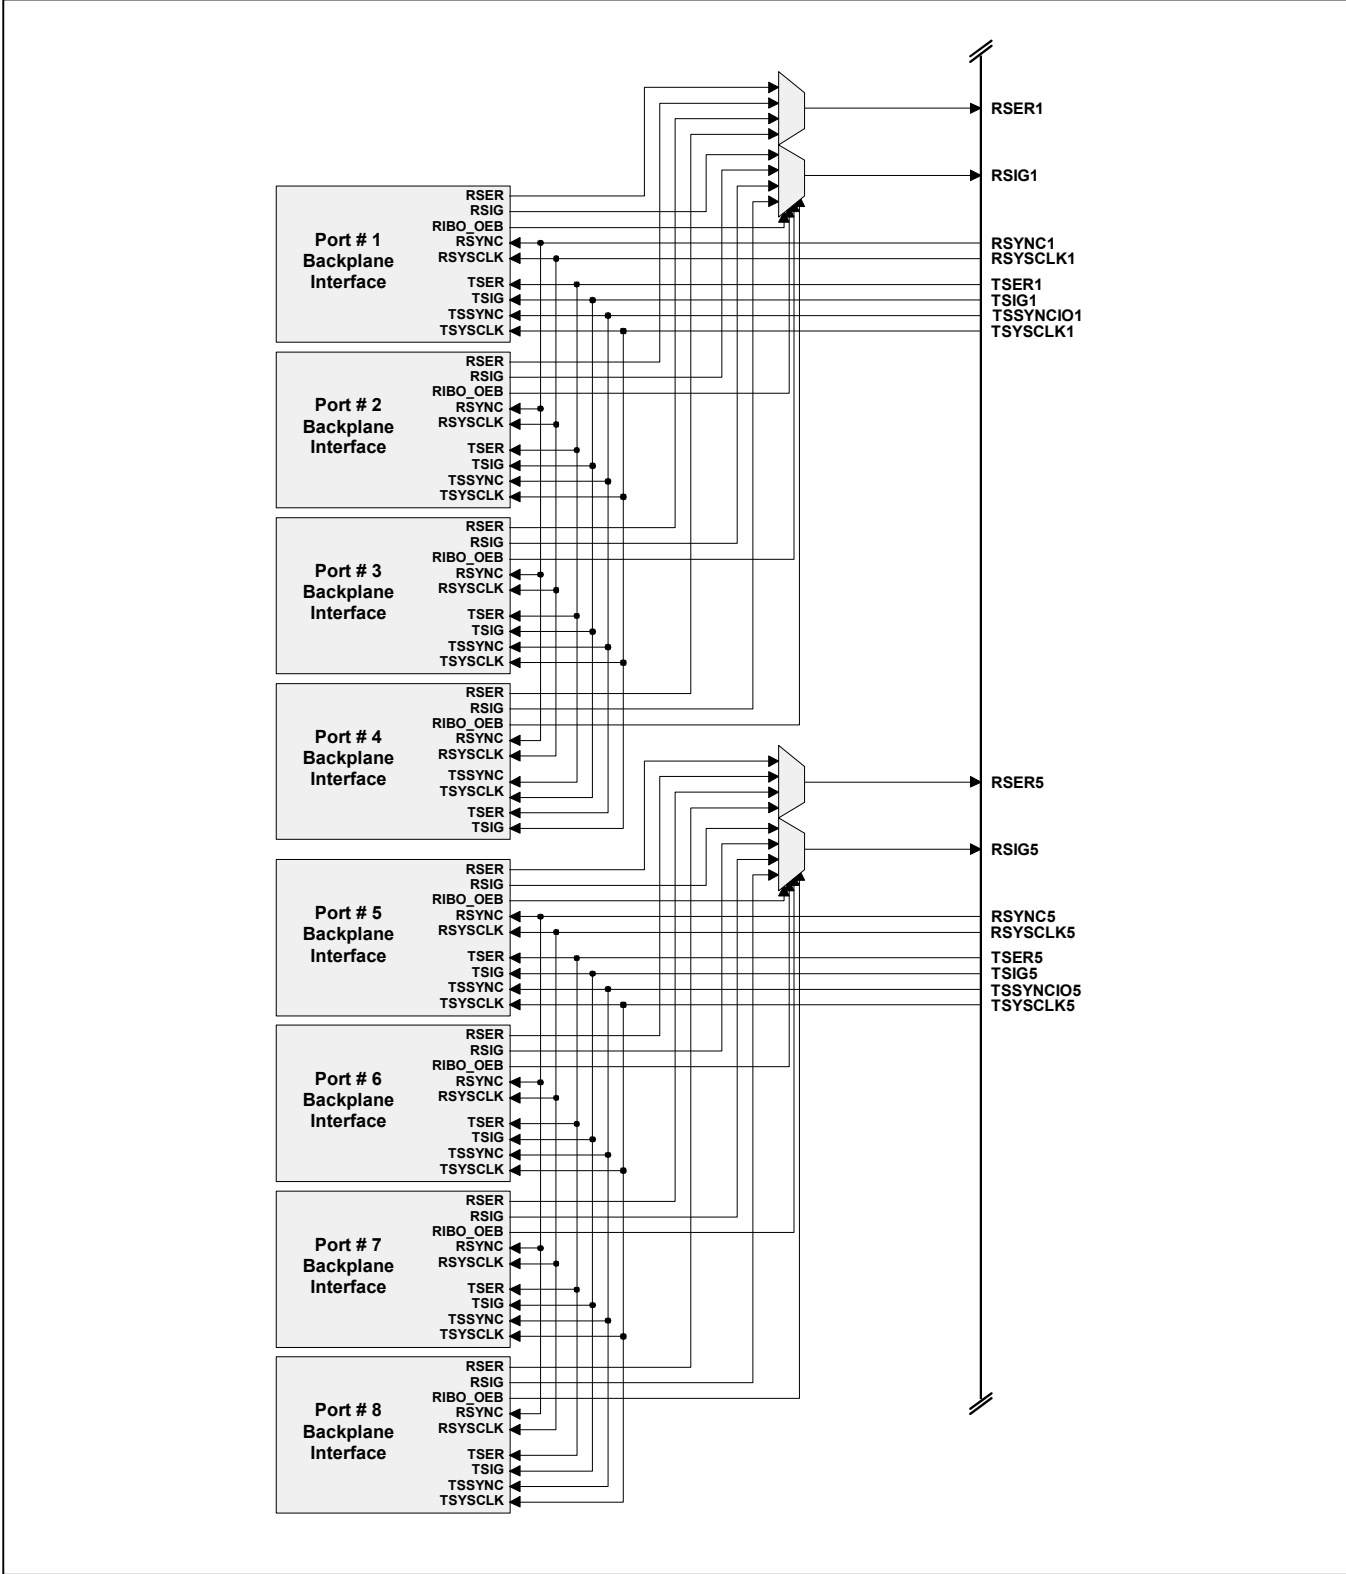 RSER1
RSIG1
RSER
RSIG
RIBO_OEB
RSYNC
RSYSCLK
TSER
TSIG
TSSYNC
TSYSCLK
Port # 1
Backplane
Interface
RSYNC1
RSYSCLK1
TSER1
TSIG1
TSSYNCIO1
TSYSCLK1
RSER
RSIG
RIBO_OEB
RSYNC
RSYSCLK
TSER
TSIG
TSSYNC
TSYSCLK
Port # 2
Backplane
Interface
RSER
RSIG
RIBO_OEB
RSYNC
RSYSCLK
TSER
TSIG
TSSYNC
TSYSCLK
Port # 3
Backplane
Interface
RSER
RSIG
RIBO_OEB
RSYNC
RSYSCLK
TSSYNC
TSYSCLK
TSER
TSIG
Port # 4
Backplane
Interface
RSER5
RSIG5
RSER
RSIG
RIBO_OEB
RSYNC
RSYSCLK
TSER
TSIG
TSSYNC
TSYSCLK
Port # 5
Backplane
Interface
RSYNC5
RSYSCLK5
TSER5
TSIG5
TSSYNCIO5
TSYSCLK5
RSER
RSIG
RIBO_OEB
RSYNC
RSYSCLK
TSER
TSIG
TSSYNC
TSYSCLK
Port # 6
Backplane
Interface
RSER
RSIG
RIBO_OEB
RSYNC
RSYSCLK
TSER
TSIG
TSSYNC
TSYSCLK
Port # 7
Backplane
Interface
RSER
RSIG
RIBO_OEB
RSYNC
RSYSCLK
TSER
TSIG
TSSYNC
TSYSCLK
Port # 8
Backplane
Interface